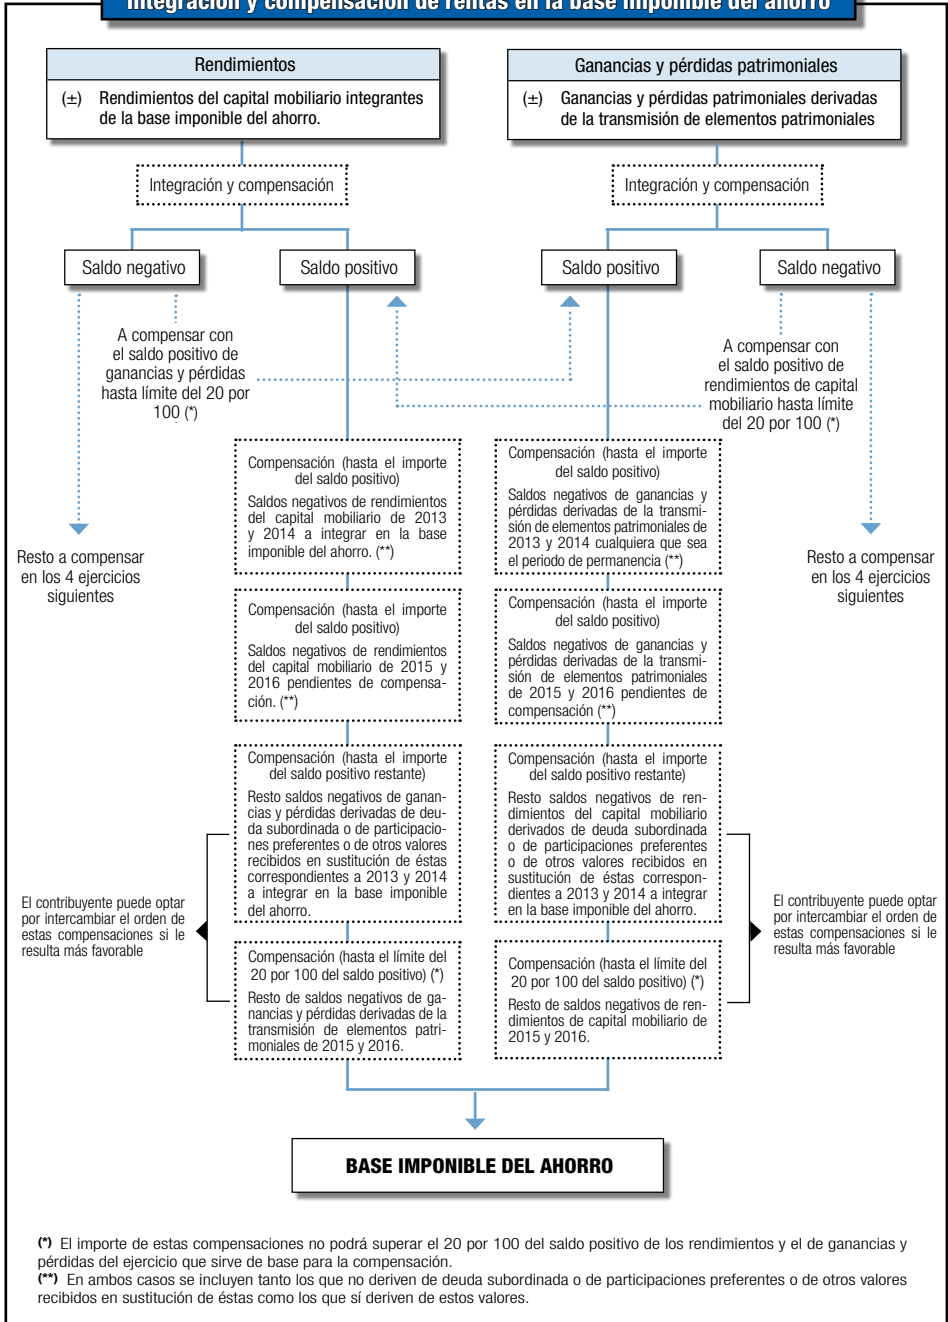 Integración y compensación de rentas en la base imponible del ahorro
Rendimientos
(±) Rendimientos del capital mobiliario integrantes
de la base imponible del ahorro.
Ganancias y pérdidas patrimoniales
(±) Ganancias y pérdidas patrimoniales derivadas
de la transmisión de elementos patrimoniales
Integración y compensación
Integración y compensación
Saldo negativo
Saldo positivo
Saldo positivo
Saldo negativo
A compensar con
el saldo positivo de
ganancias y pérdidas
hasta límite del 20 por
100 (*)
A compensar con
el saldo positivo de
rendimientos de capital
mobiliario hasta límite
del 20 por 100 (*)
Resto a compensar
en los 4 ejercicios
siguientes
Compensación (hasta el importe
del saldo positivo)
Saldos negativos de rendimientos
del capital mobiliario de 2013
y 2014 a integrar en la base
imponible del ahorro. (**)
Compensación (hasta el importe
del saldo positivo)
Saldos negativos de ganancias y
pérdidas derivadas de la transmi-
sión de elementos patrimoniales de
2013 y 2014 cualquiera que sea
el periodo de permanencia (**)
Resto a compensar
en los 4 ejercicios
siguientes
Compensación (hasta el importe
del saldo positivo)
Saldos negativos de rendimientos
del capital mobiliario de 2015 y
2016 pendientes de compensa-
ción. (**)
Compensación (hasta el importe
del saldo positivo)
Saldos negativos de ganancias y
pérdidas derivadas de la transmi-
sión de elementos patrimoniales
de 2015 y 2016 pendientes de
compensación (**)
Compensación (hasta el importe
del saldo positivo restante)
Resto saldos negativos de ganan-
cias y pérdidas derivadas de deu-
da subordinada o de participacio-
nes preferentes o de otros valores
recibidos en sustitución de éstas
correspondientes a 2013 y 2014
a integrar en la base imponible
del ahorro.
Compensación (hasta el importe
del saldo positivo restante)
Resto saldos negativos de ren-
dimientos del capital mobiliario
derivados de deuda subordinada
o de participaciones preferentes
o de otros valores recibidos en
sustitución de éstas correspon-
dientes a 2013 y 2014 a integrar
en la base imponible del ahorro.
El contribuyente puede optar
por intercambiar el orden de
estas compensaciones si le
resulta más favorable
El contribuyente puede optar
por intercambiar el orden de
estas compensaciones si le
resulta más favorable
Compensación (hasta el límite del
20 por 100 del saldo positivo) (*)
Resto de saldos negativos de ga-
nancias y pérdidas derivadas de la
transmisión de elementos patri-
moniales de 2015 y 2016.
Compensación (hasta el límite del
20 por 100 del saldo positivo) (*)
Resto de saldos negativos de ren-
dimientos de capital mobiliario de
2015 y 2016.
BASE IMPONIBLE DEL AHORRO
(*) El importe de estas compensaciones no podrá superar el 20 por 100 del saldo positivo de los rendimientos y el de ganancias y
pérdidas del ejercicio que sirve de base para la compensación.
(**) En ambos casos se incluyen tanto los que no deriven de deuda subordinada o de participaciones preferentes o de otros valores
recibidos en sustitución de éstas como los que sí deriven de estos valores.